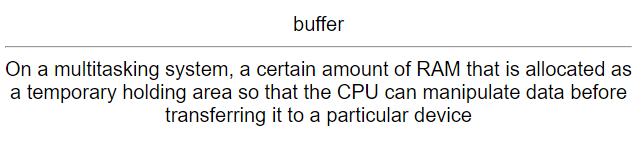 buffer
On a multitasking system, a certain amount of RAM that is allocated as
a temporary holding area so that the CPU can manipulate data before
transferring it to a particular device